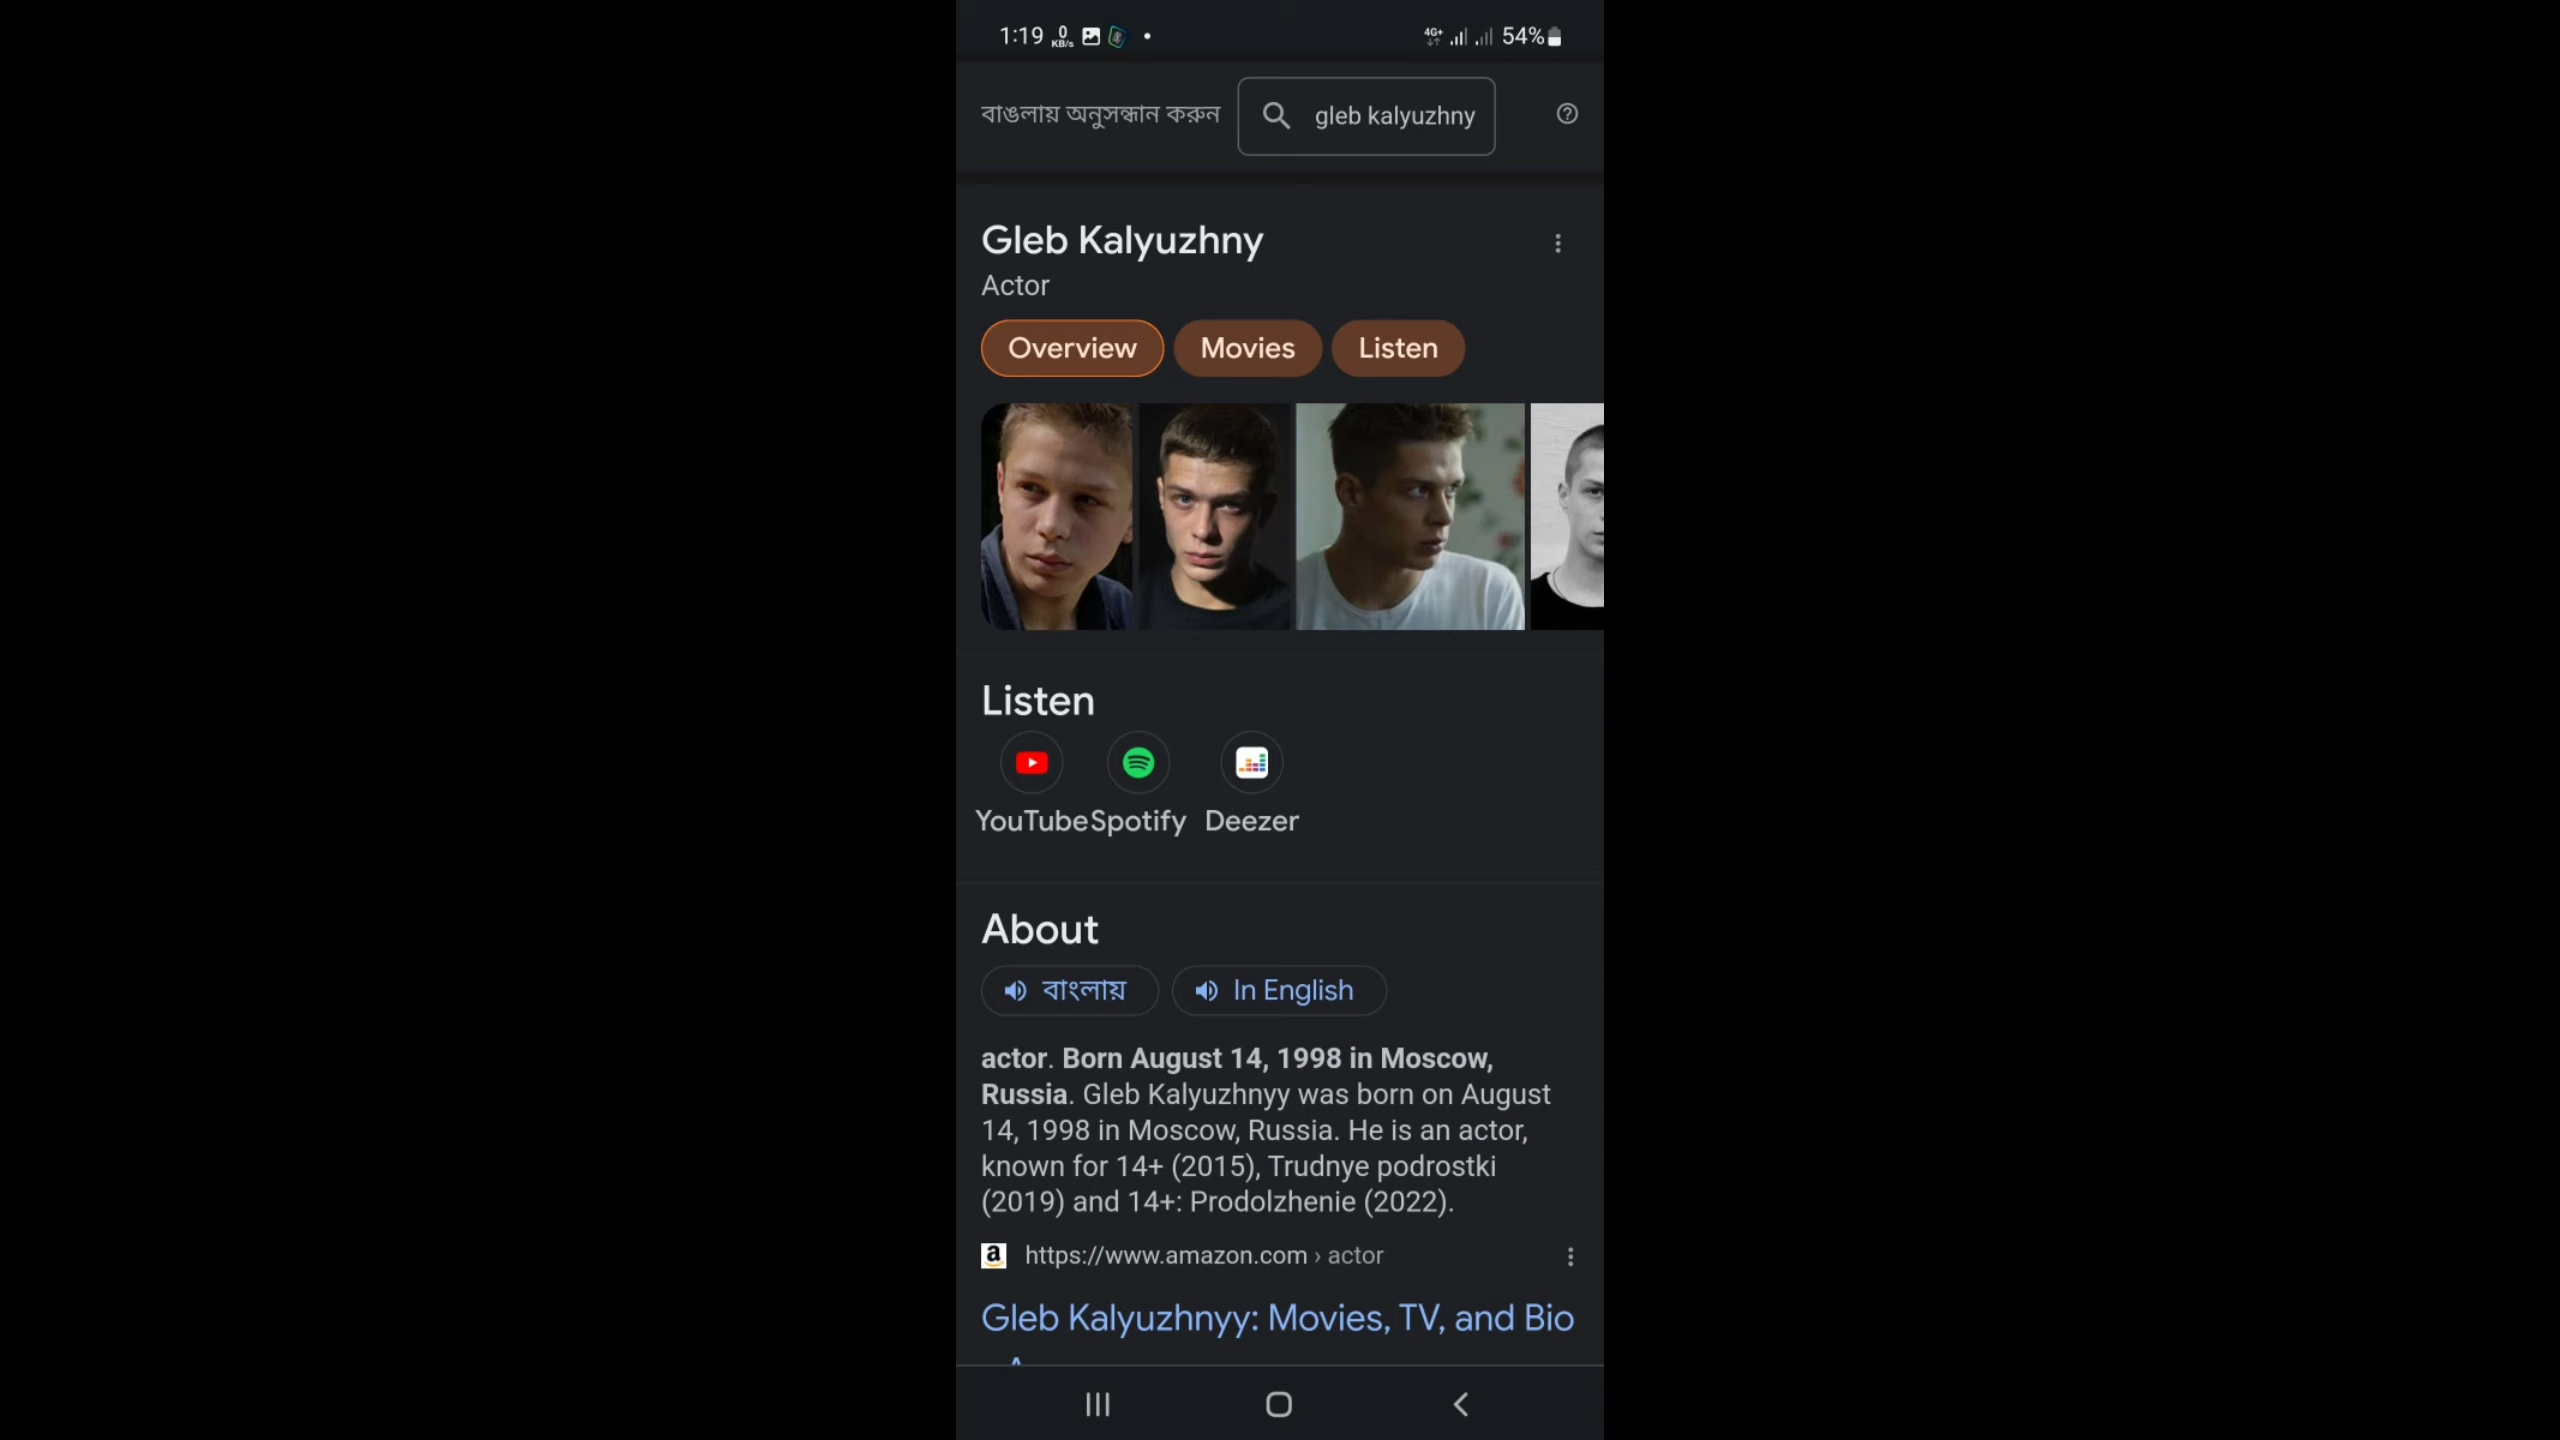 1:19 0 KB/s 4G+ 54%
বাঙলায় অনুসন্ধান করুন gleb kalyuzhny
Gleb Kalyuzhny
Actor
Overview Movies Listen
Listen
YouTube Spotify Deezer
About
বাংলায় In English
actor. Born August 14, 1998 in Moscow,
Russia. Gleb Kalyuzhnyy was born on August
14, 1998 in Moscow, Russia. He is an actor,
known for 14+ (2015), Trudnye podrostki
(2019) and 14+: Prodolzhenie (2022).
a https://www.amazon.com › actor
Gleb Kalyuzhnyy: Movies, TV, and Bio